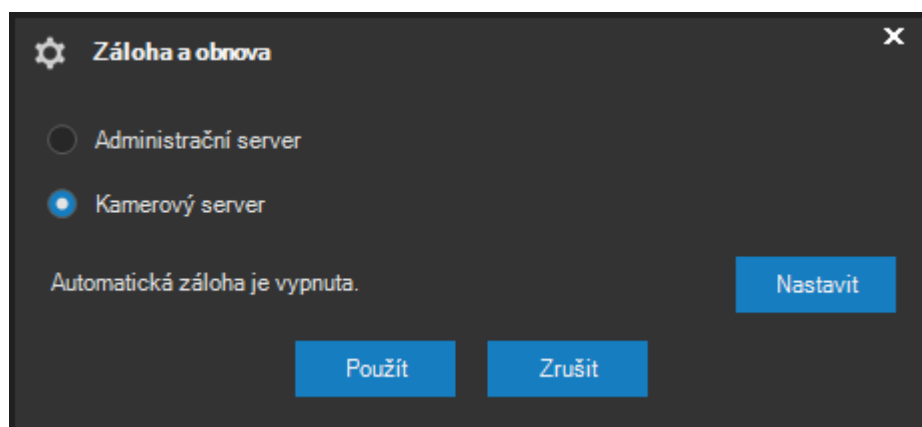 Záloha a obnova
Administrační server
Kamerový server
Automatická záloha je vypnuta.
Nastavit
Použít
Zrušit